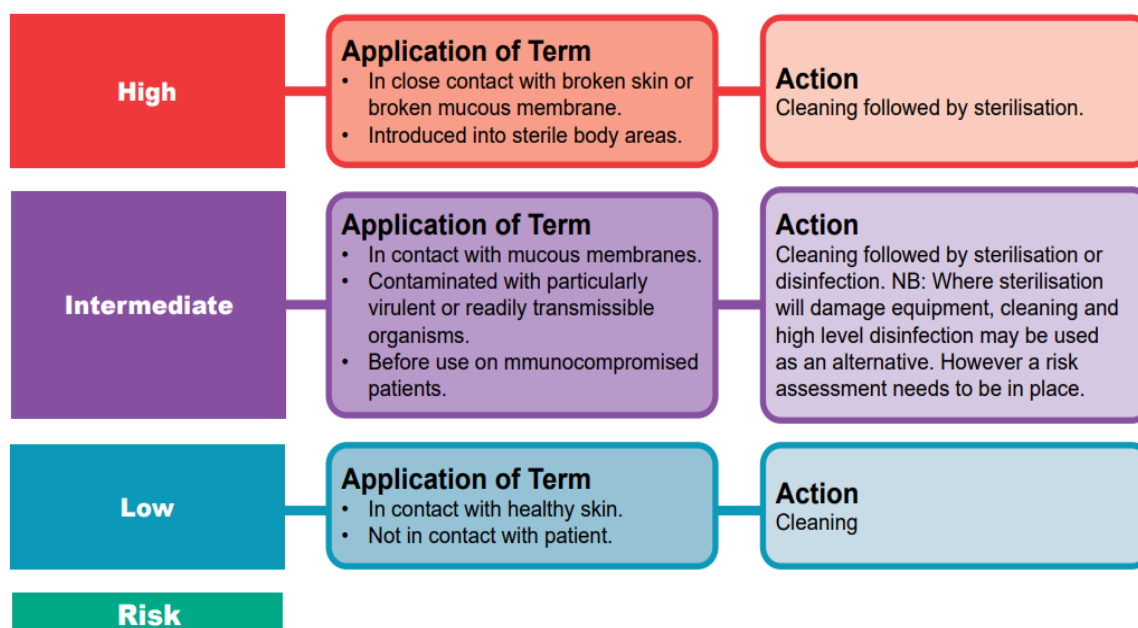 High
Application of Term
• In close contact with broken skin or
broken mucous membrane.
• Introduced into sterile body areas.
Action
Cleaning followed by sterilisation.
Intermediate
Application of Term
• In contact with mucous membranes.
• Contaminated with particularly
virulent or readily transmissible
organisms.
• Before use on mmunocompromised
patients.
Action
Cleaning followed by sterilisation or
disinfection. NB: Where sterilisation
will damage equipment, cleaning and
high level disinfection may be used
as an alternative. However a risk
assessment needs to be in place.
Low
Application of Term
• In contact with healthy skin.
• Not in contact with patient.
Action
Cleaning
Risk